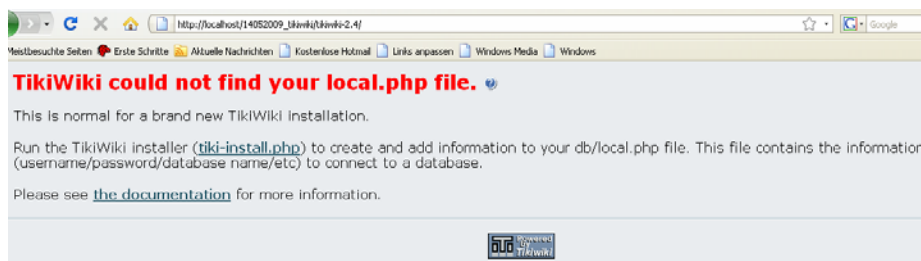 http://localhost/14052009_tikiwiki/tikiwiki-2.4/
Google
Meistbesuchte Seiten Erste Schritte Aktuelle Nachrichten Kostenlose Hotmail Links anpassen Windows Media Windows
TikiWiki could not find your local.php file.
This is normal for a brand new TikiWiki installation.
Run the TikiWiki installer (tiki-install.php) to create and add information to your db/local.php file. This file contains the information
(username/password/database name/etc) to connect to a database.
Please see the documentation for more information.
Powered
Tikiwiki